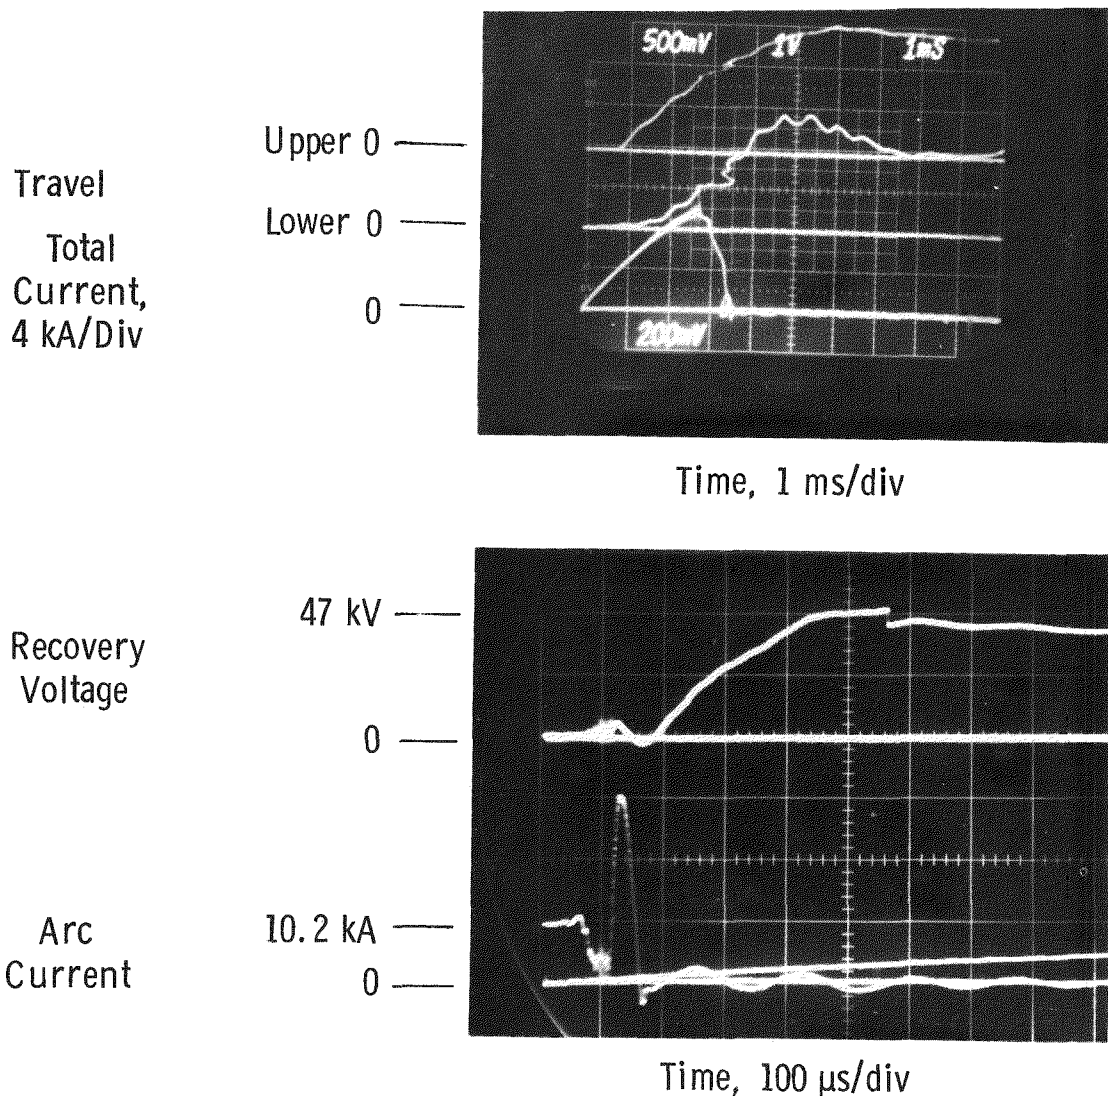 500mV 1V 1mS
Upper 0
Travel
Lower 0
Total
Current,
4 kA/Div
0
200mV
Time, 1 ms/div
47 kV
Recovery
Voltage
0
Arc
Current
10.2 kA
0
Time, 100 μs/div